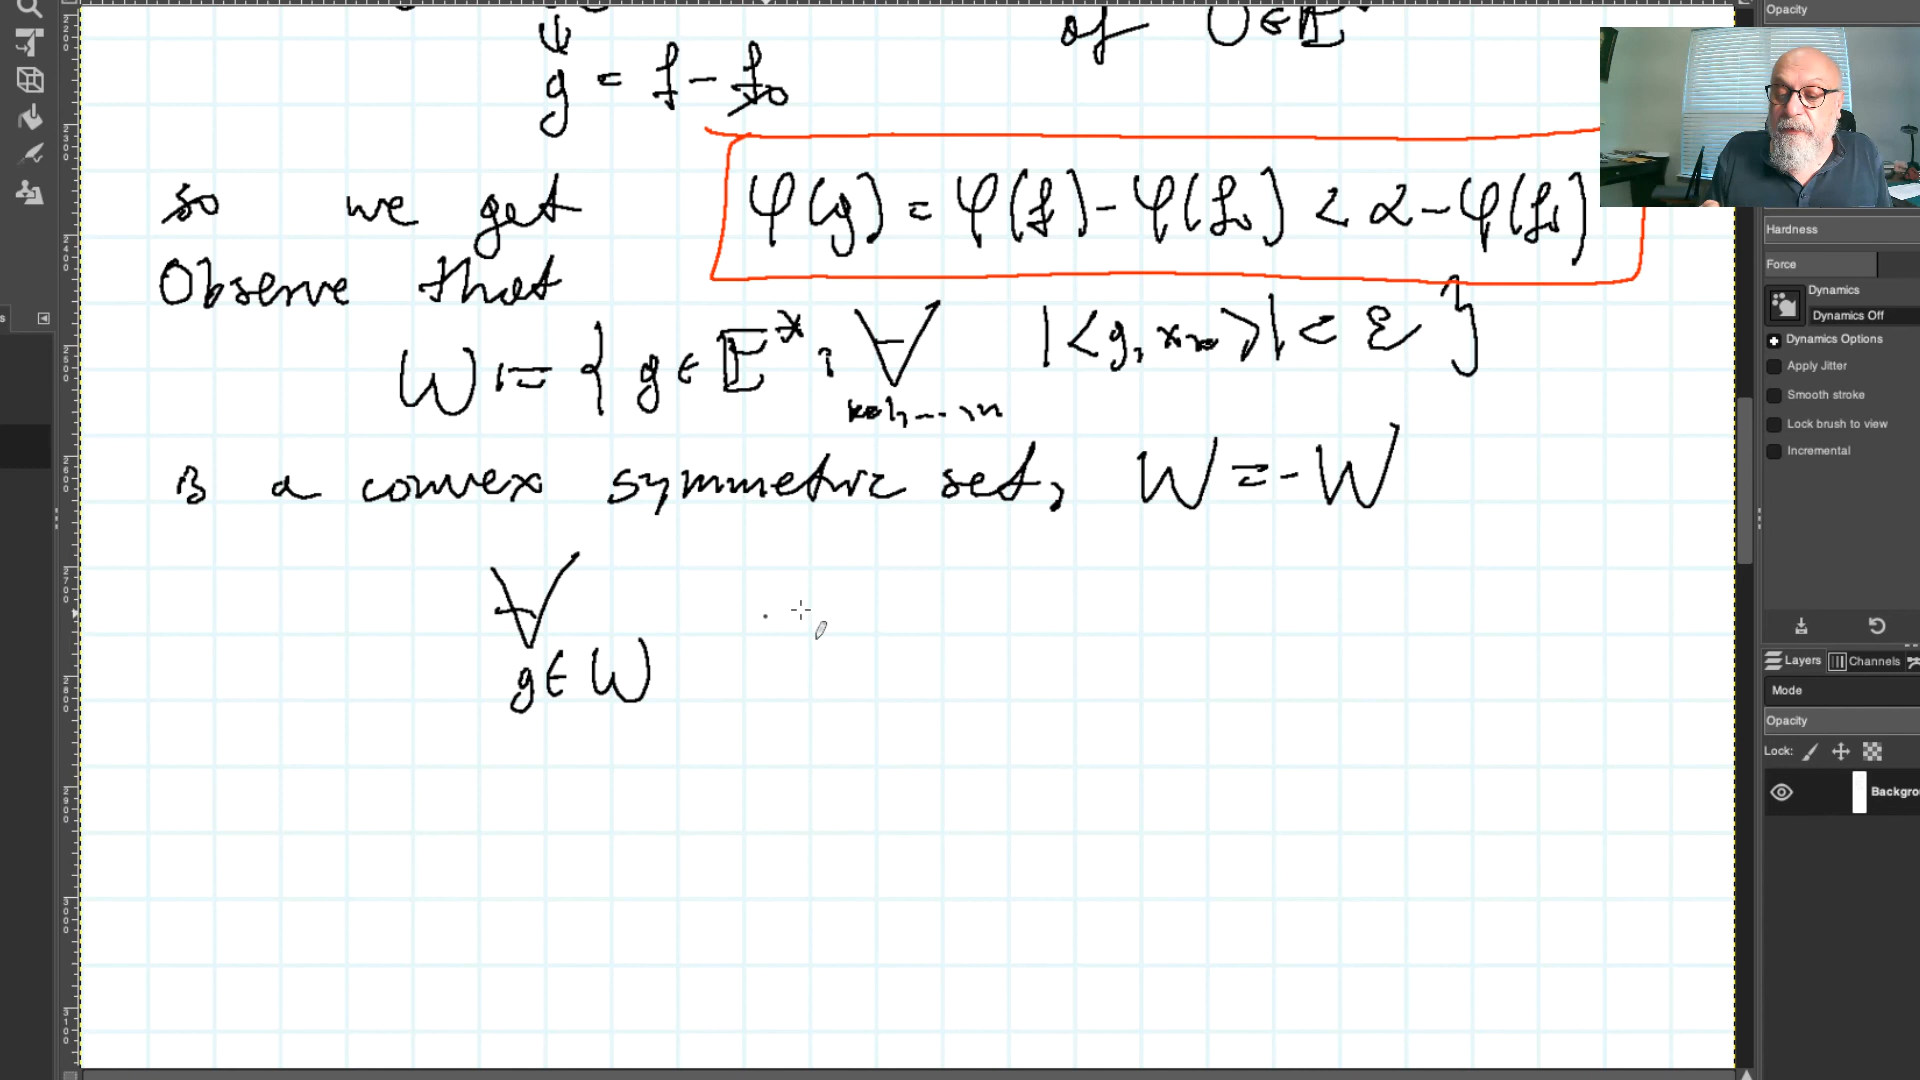 of U ∈ E*
g = f - f₀
so we get φ(g) = φ(f) - φ(f₀) < α - φ(f₀)
Observe that
W := { g ∈ E*, ∀ |<g, xₖ>| < ε }
k=1,...,n
is a convex symmetric set, W = -W
∀
g ∈ W
Opacity
Hardness
Force
Dynamics
Dynamics Off
Dynamics Options
Apply Jitter
Smooth stroke
Lock brush to view
Incremental
Layers Channels
Mode
Opacity
Lock:
Backgro